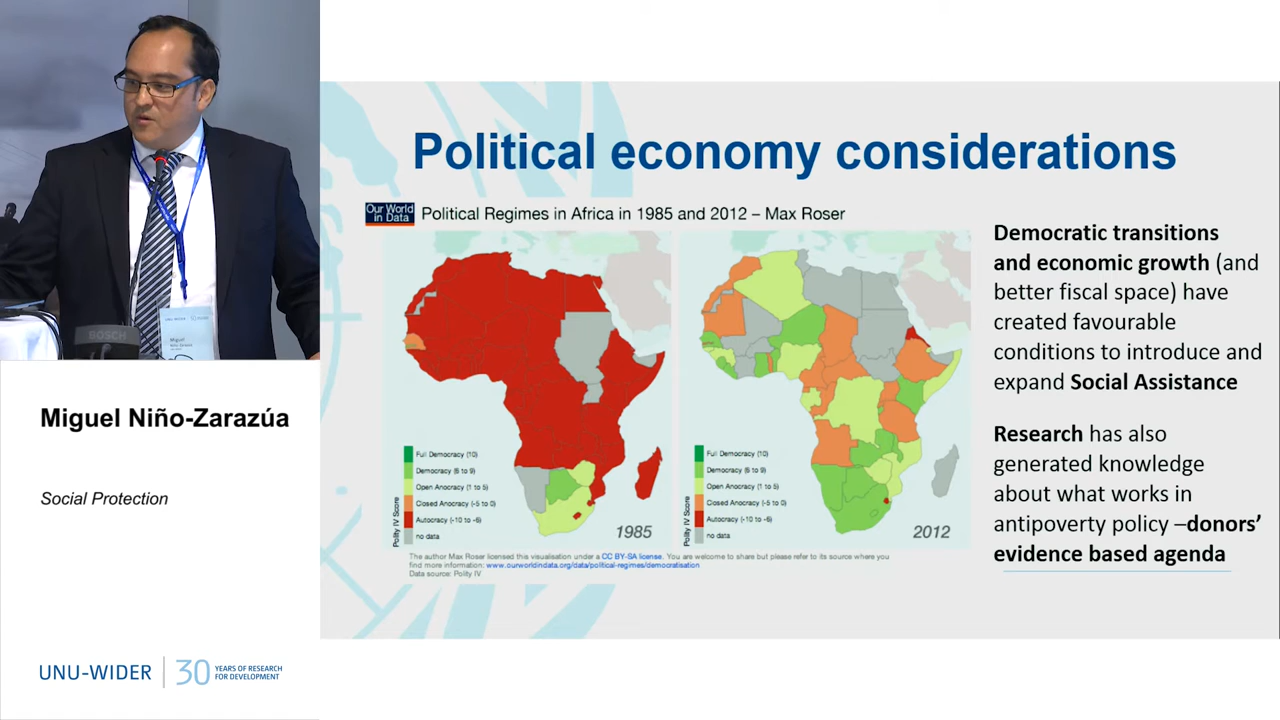 BOSCH
UNU-WIDER
Miguel
Miguel Niño-Zarazúa
Social Protection
UNU-WIDER
30
YEARS OF RESEARCH
FOR DEVELOPMENT
Political economy considerations
Our World
in Data
Political Regimes in Africa in 1985 and 2012 – Max Roser
Polity IV Score
Full Democracy (10)
Democracy (6 to 9)
Open Anocracy (1 to 5)
Closed Anocracy (-5 to 0)
Autocracy (-10 to -6)
no data
1985
Polity IV Score
Full Democracy (10)
Democracy (6 to 9)
Open Anocracy (1 to 5)
Closed Anocracy (-5 to 0)
Autocracy (-10 to -6)
no data
2012
The author Max Roser licensed this visualisation under a CC BY-SA license. You are welcome to share but please refer to its source where you
find more information: www.ourworldindata.org/data/political-regimes/democratisation
Data source: Polity IV
Democratic transitions
and economic growth (and
better fiscal space) have
created favourable
conditions to introduce and
expand Social Assistance
Research has also
generated knowledge
about what works in
antipoverty policy –donors’
evidence based agenda